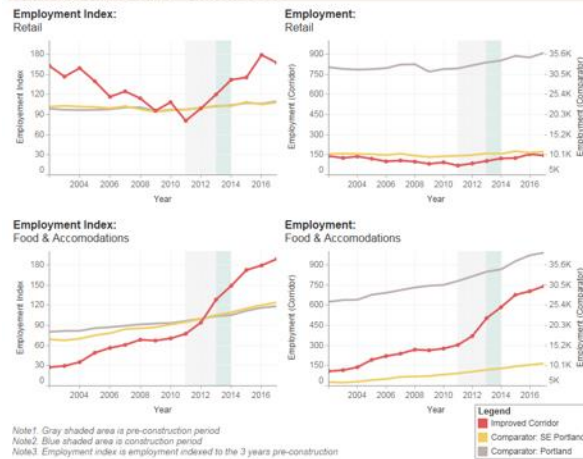 Employment Index:
Retail
180
150
120
90
60
30
0
Employment Index
2004
2006
2008
2010
2012
2014
2016
Year
Employment:
Retail
900
750
600
450
300
150
0
Employment (Corridor)
35.6K
30.5K
25.4K
20.3K
15.2K
10.1K
5K
Employment (Comparator)
2004
2006
2008
2010
2012
2014
2016
Year
Employment Index:
Food & Accomodations
180
150
120
90
60
30
0
Employment Index
2004
2006
2008
2010
2012
2014
2016
Year
Employment:
Food & Accomodations
900
750
600
450
300
150
0
Employment (Corridor)
35.6K
30.5K
25.4K
20.3K
15.2K
10.1K
5K
Employment (Comparator)
2004
2006
2008
2010
2012
2014
2016
Year
Note1. Gray shaded area is pre-construction period
Note2. Blue shaded area is construction period
Note3. Employment index is employment indexed to the 3 years pre-construction
Legend
Improved Corridor
Comparator: SE Portland
Comparator: Portland